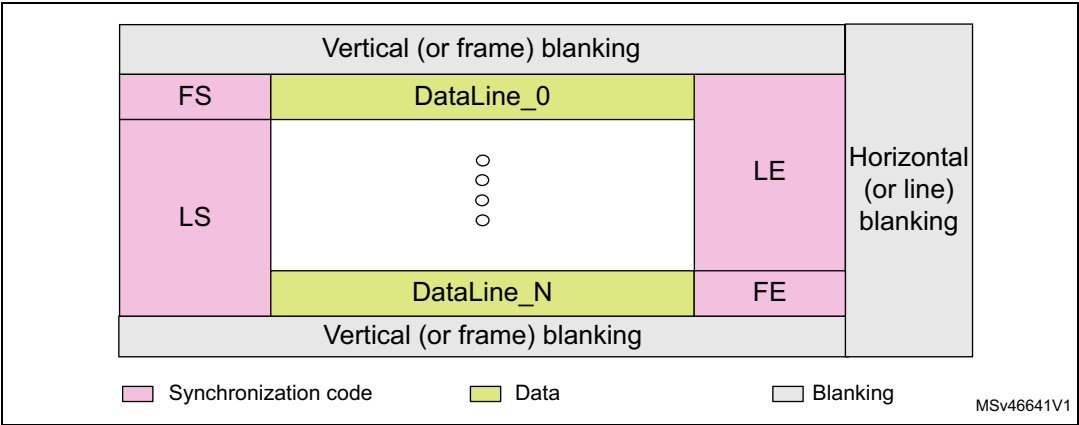 Vertical (or frame) blanking
FS
DataLine_0
LE
Horizontal
(or line)
blanking
LS
DataLine_N
FE
Vertical (or frame) blanking
Synchronization code
Data
Blanking
MSv46641V1